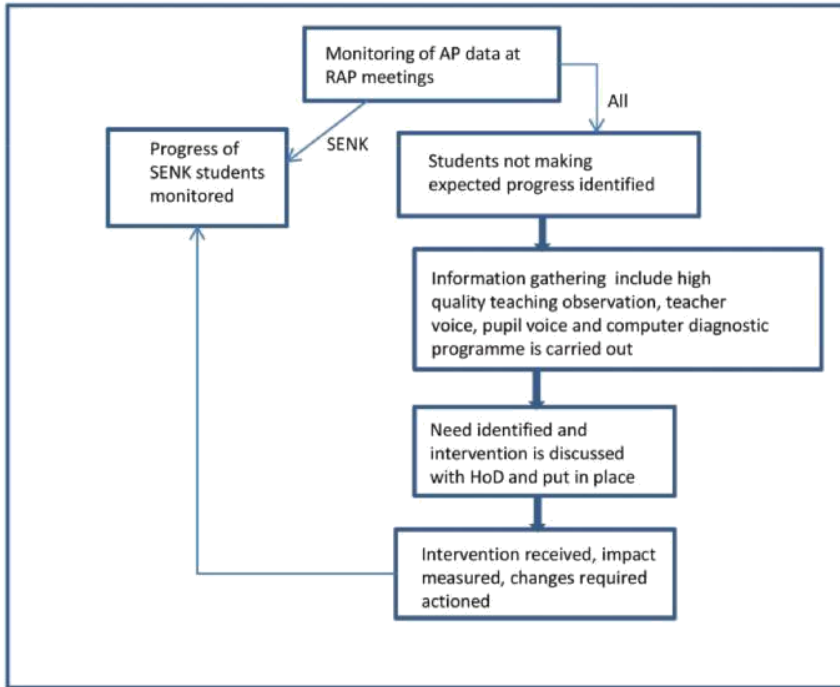 Monitoring of AP data at
RAP meetings
All
SENK
Progress of
SENK students
monitored
Students not making
expected progress identified
Information gathering include high
quality teaching observation, teacher
voice, pupil voice and computer diagnostic
programme is carried out
Need identified and
intervention is discussed
with HoD and put in place
Intervention received, impact
measured, changes required
actioned